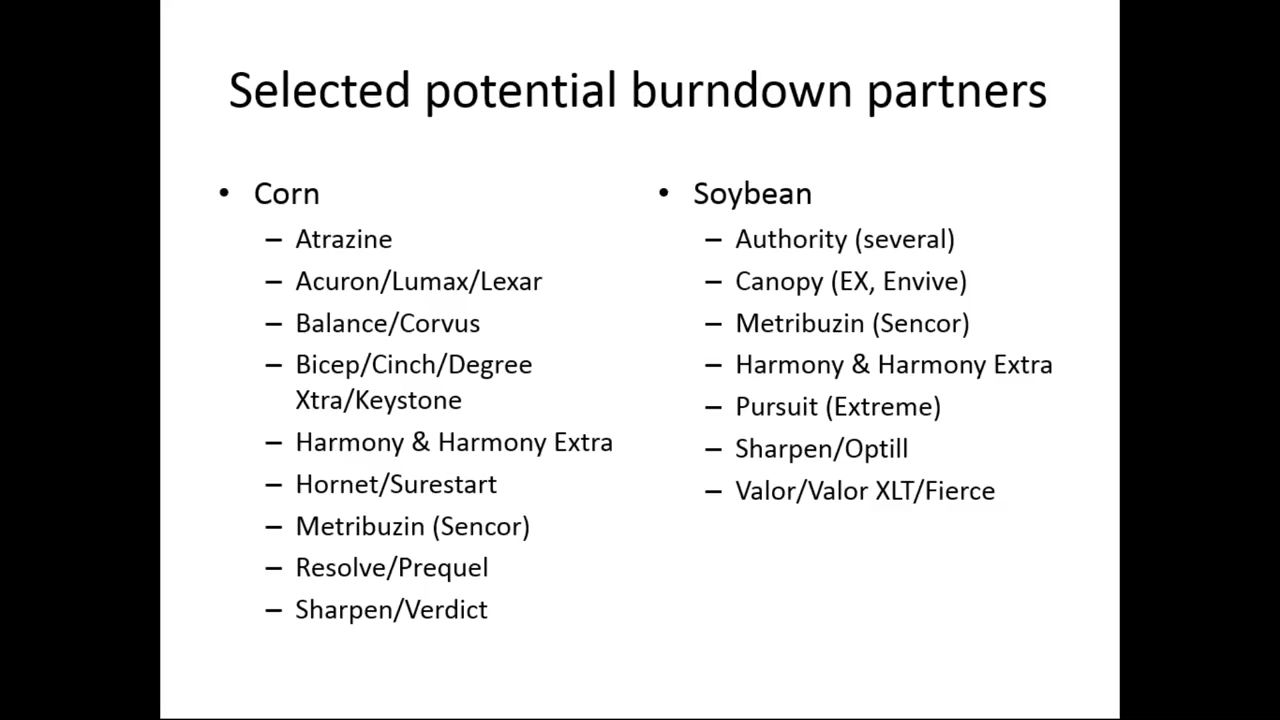 Selected potential burndown partners
• Corn
– Atrazine
– Acuron/Lumax/Lexar
– Balance/Corvus
– Bicep/Cinch/Degree
Xtra/Keystone
– Harmony & Harmony Extra
– Hornet/Surestart
– Metribuzin (Sencor)
– Resolve/Prequel
– Sharpen/Verdict
• Soybean
– Authority (several)
– Canopy (EX, Envive)
– Metribuzin (Sencor)
– Harmony & Harmony Extra
– Pursuit (Extreme)
– Sharpen/Optill
– Valor/Valor XLT/Fierce